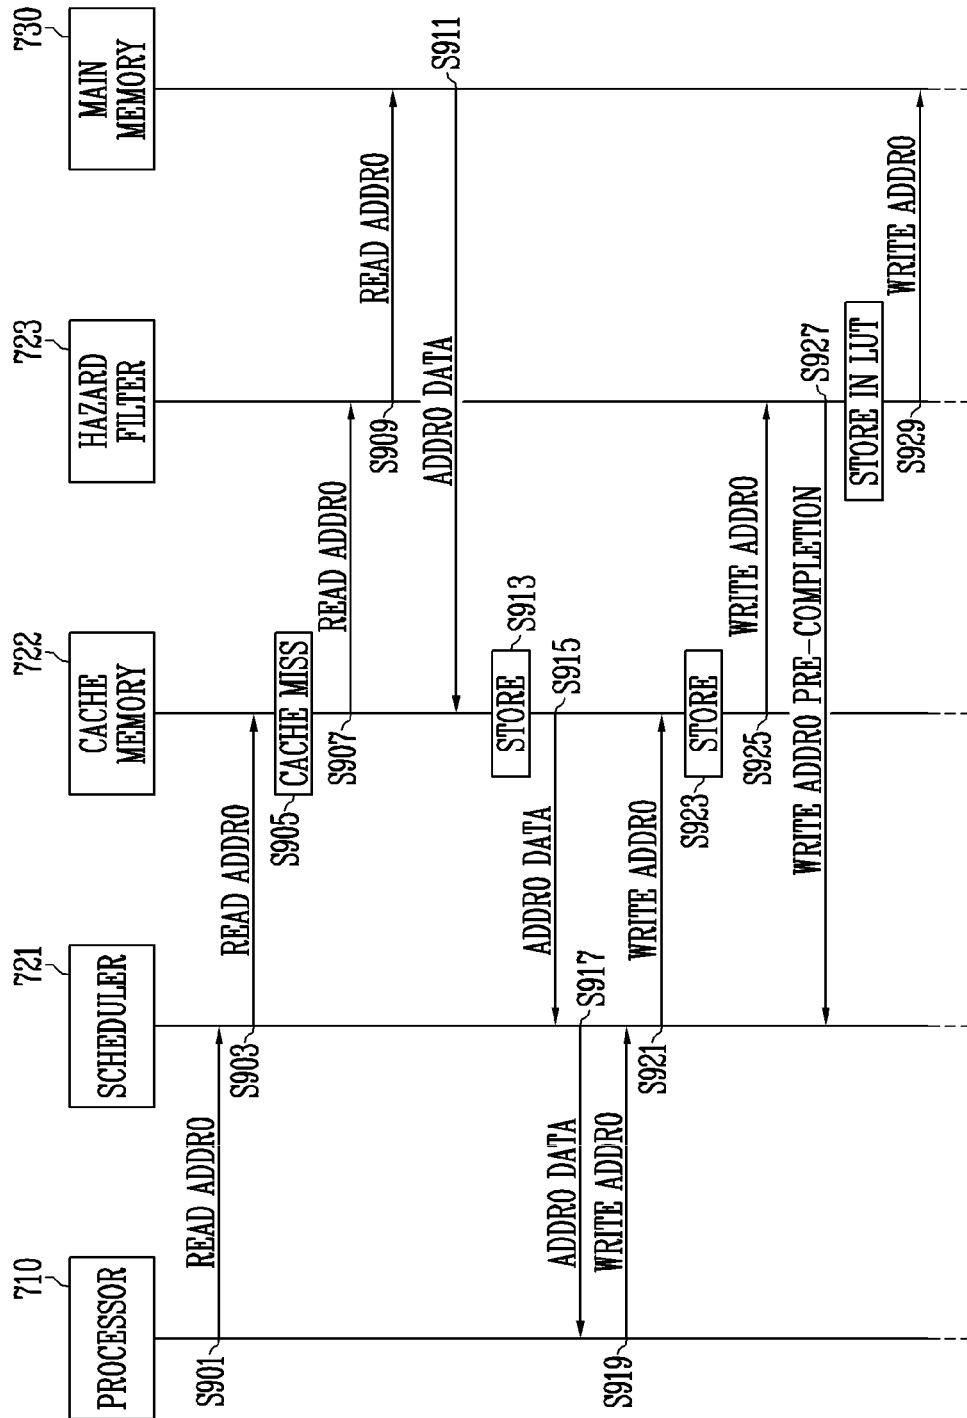 710
PROCESSOR
721
SCHEDULER
722
CACHE
MEMORY
723
HAZARD
FILTER
730
MAIN
MEMORY
S901
READ ADDR0
S903
READ ADDR0
S905
CACHE MISS
S907
READ ADDR0
S909
READ ADDR0
S911
ADDR0 DATA
S913
STORE
S915
ADDR0 DATA
S917
ADDR0 DATA
S919
WRITE ADDR0
S921
WRITE ADDR0
S923
STORE
S925
WRITE ADDR0
S927
WRITE ADDR0 PRE-COMPLETION
STORE IN LUT
S929
WRITE ADDR0